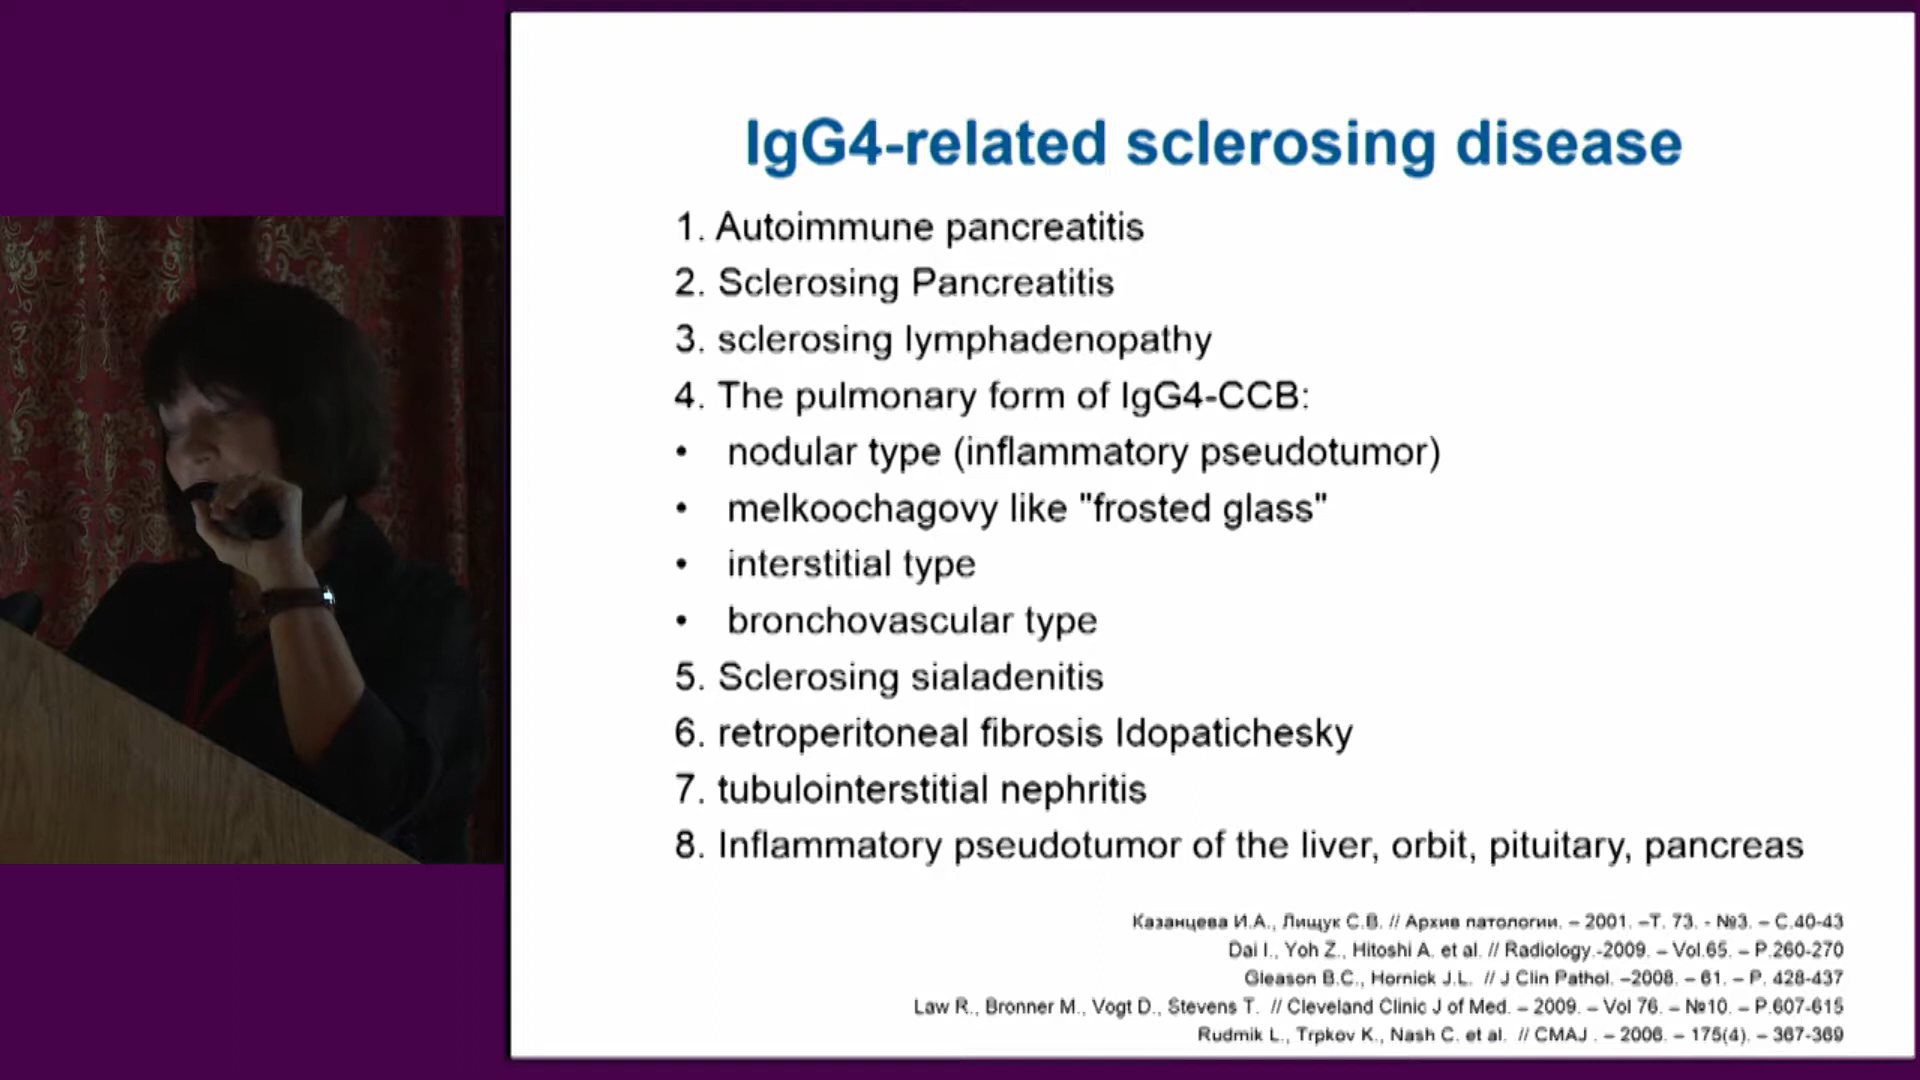 IgG4-related sclerosing disease
1. Autoimmune pancreatitis
2. Sclerosing Pancreatitis
3. sclerosing lymphadenopathy
4. The pulmonary form of IgG4-CCB:
• nodular type (inflammatory pseudotumor)
• melkoochagovy like "frosted glass"
• interstitial type
• bronchovascular type
5. Sclerosing sialadenitis
6. retroperitoneal fibrosis Idopatichesky
7. tubulointerstitial nephritis
8. Inflammatory pseudotumor of the liver, orbit, pituitary, pancreas
Казанцева И.А., Лищук С.В. // Архив патологии. – 2001. –Т. 73. - №3. – С.40-43
Dai I., Yoh Z., Hitoshi A. et al. // Radiology.-2009. – Vol.65. – P.260-270
Gleason B.C., Hornick J.L. // J Clin Pathol. –2008. – 61. – P. 428-437
Law R., Bronner M., Vogt D., Stevens T. // Cleveland Clinic J of Med. – 2009. – Vol 76. – №10. – P.607-615
Rudmik L., Trpkov K., Nash C. et al. // CMAJ . – 2006. – 175(4). – 367-369